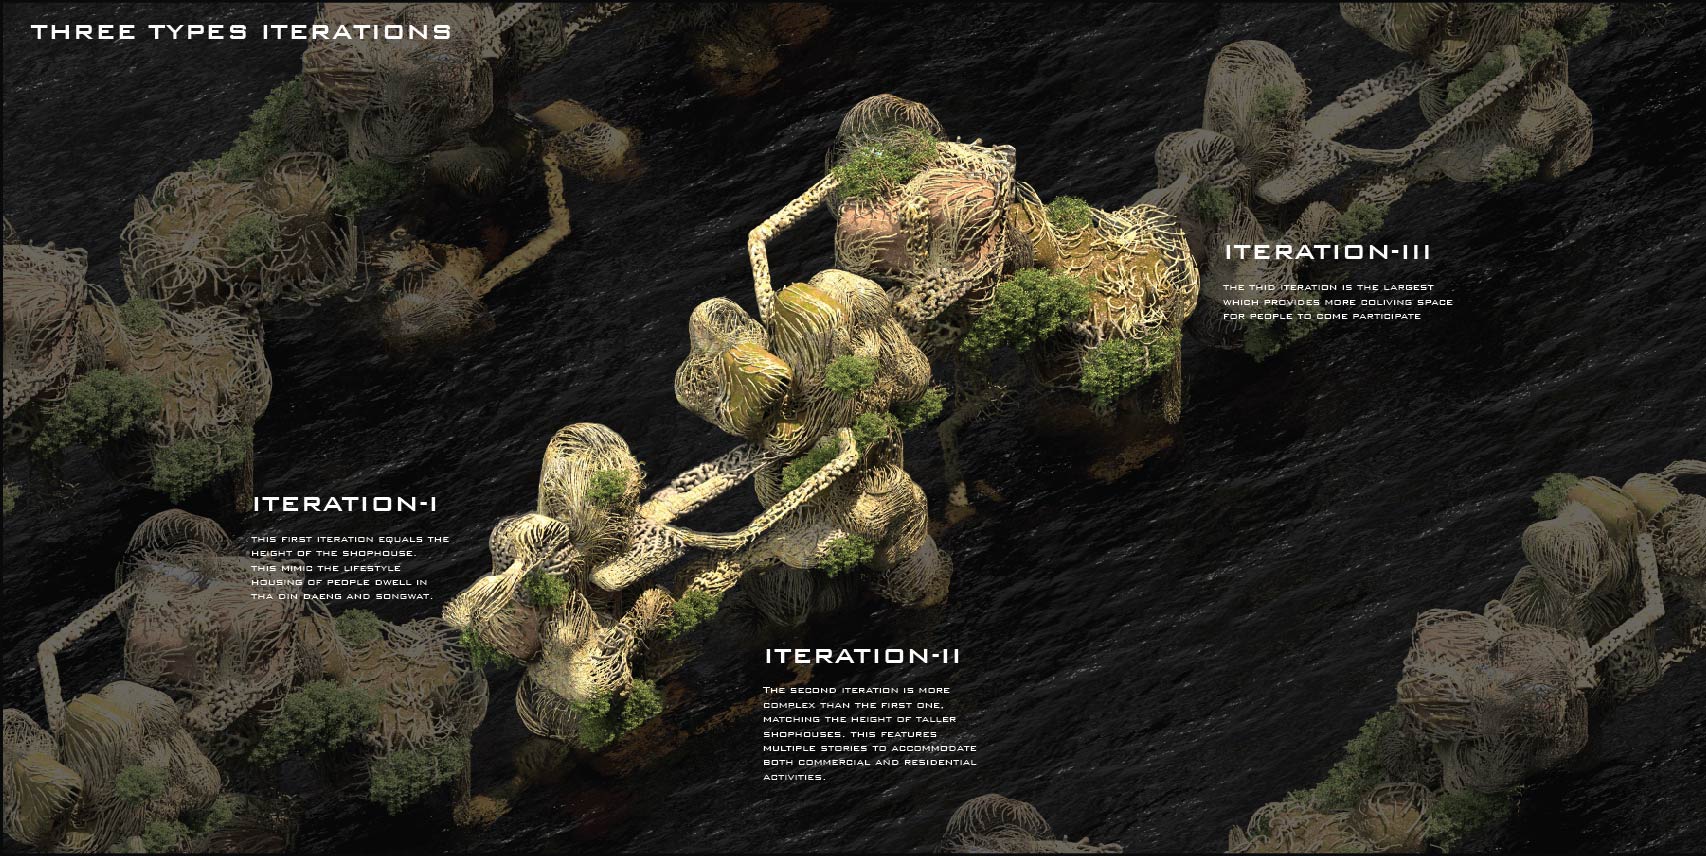 THREE TYPES ITERATIONS
ITERATION-III
THE THID ITERATION IS THE LARGEST
WHICH PROVIDES MORE COLIVING SPACE
FOR PEOPLE TO COME PARTICIPATE
ITERATION-I
THIS FIRST ITERATION EQUALS THE
HEIGHT OF THE SHOPHOUSE.
THIS MIMIC THE LIFESTYLE
HOUSING OF PEOPLE DWELL IN
THA DIN DAENG AND SONGWAT.
ITERATION-II
THE SECOND ITERATION IS MORE
COMPLEX THAN THE FIRST ONE,
MATCHING THE HEIGHT OF TALLER
SHOPHOUSES. THIS FEATURES
MULTIPLE STORIES TO ACCOMMODATE
BOTH COMMERCIAL AND RESIDENTIAL
ACTIVITIES.